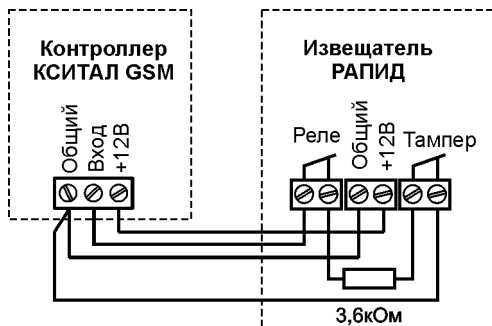 Контроллер
КСИТАЛ GSM
Извещатель
РАПИД
Общий
Вход
+12В
Реле
Общий
+12В
Тампер
3,6кОм